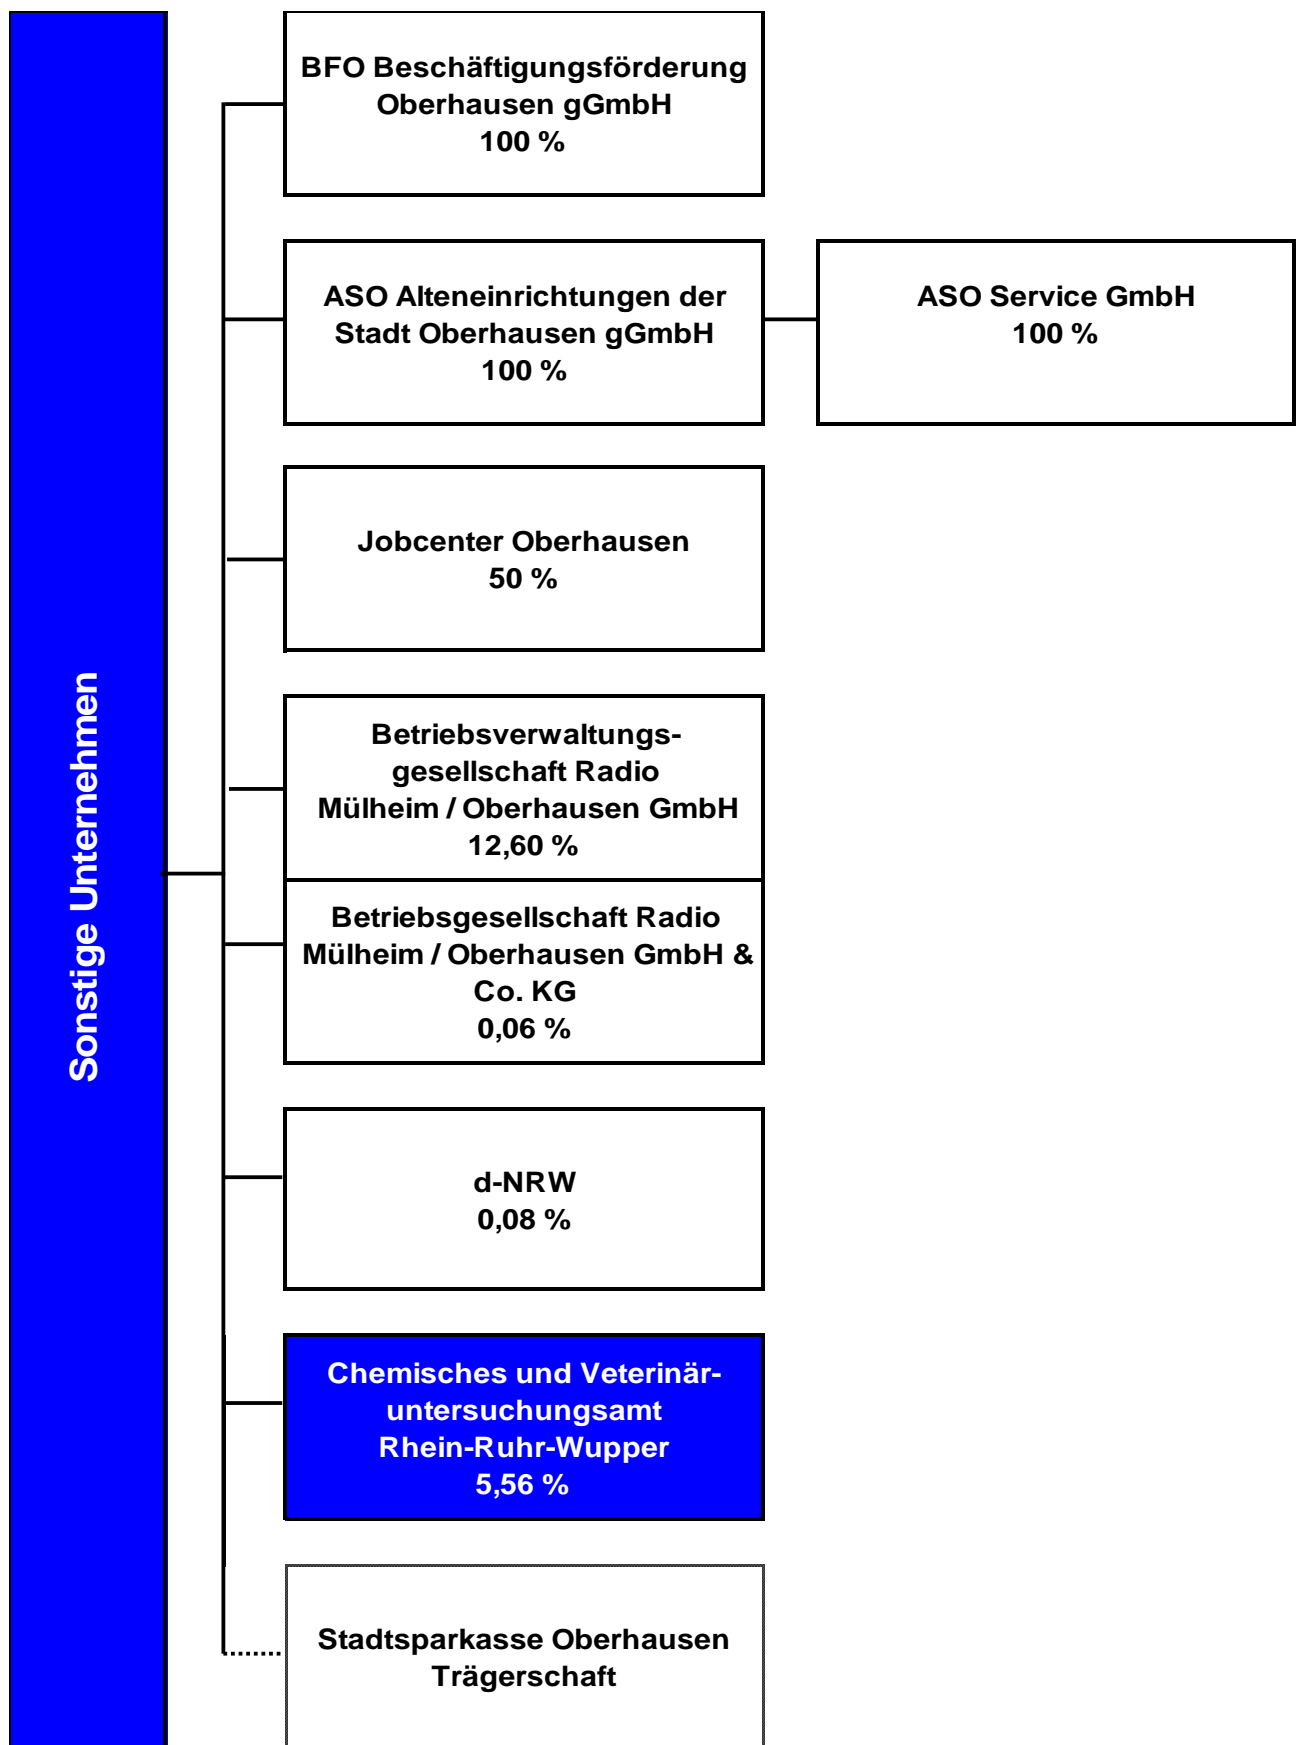 Sonstige Unternehmen
BFO Beschäftigungsförderung
Oberhausen gGmbH
100 %
ASO Alteneinrichtungen der
Stadt Oberhausen gGmbH
100 %
ASO Service GmbH
100 %
Jobcenter Oberhausen
50 %
Betriebsverwaltungs-
gesellschaft Radio
Mülheim / Oberhausen GmbH
12,60 %
Betriebsgesellschaft Radio
Mülheim / Oberhausen GmbH &
Co. KG
0,06 %
d-NRW
0,08 %
Chemisches und Veterinär-
untersuchungsamt
Rhein-Ruhr-Wupper
5,56 %
Stadtsparkasse Oberhausen
Trägerschaft